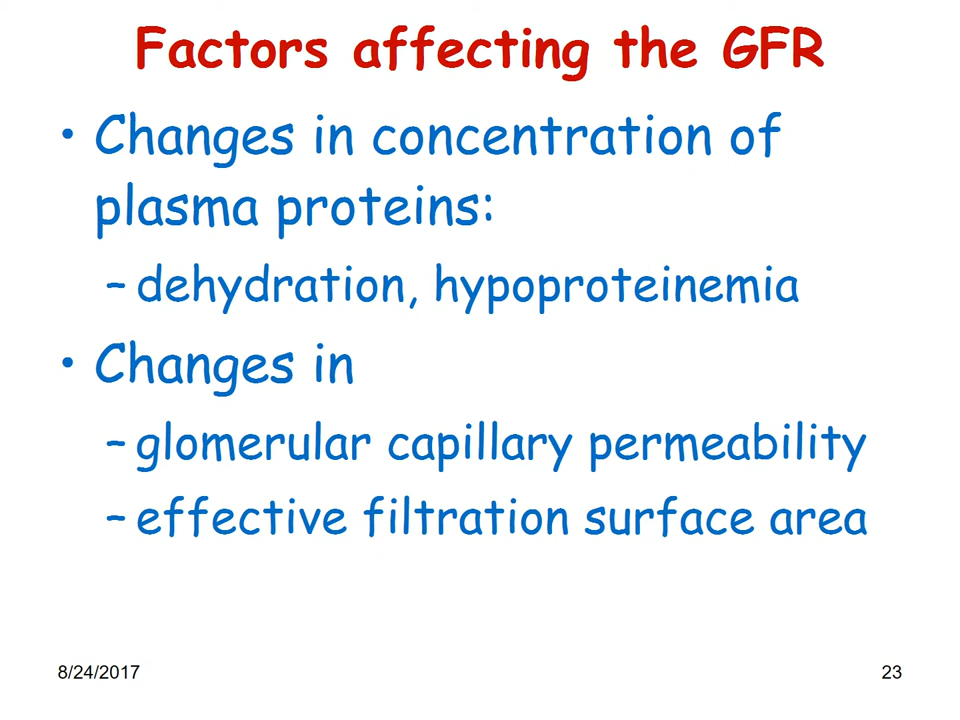 Factors affecting the GFR
• Changes in concentration of
plasma proteins:
– dehydration, hypoproteinemia
• Changes in
– glomerular capillary permeability
– effective filtration surface area
8/24/2017
23